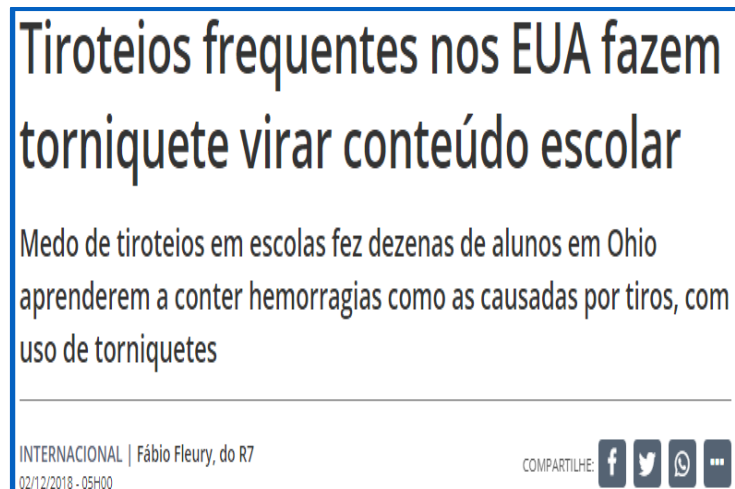 Tiroteios frequentes nos EUA fazem
torniquete virar conteúdo escolar
Medo de tiroteios em escolas fez dezenas de alunos em Ohio
aprenderem a conter hemorragias como as causadas por tiros, com
uso de torniquetes
INTERNACIONAL | Fábio Fleury, do R7
02/12/2018 - 05H00
COMPARTILHE: